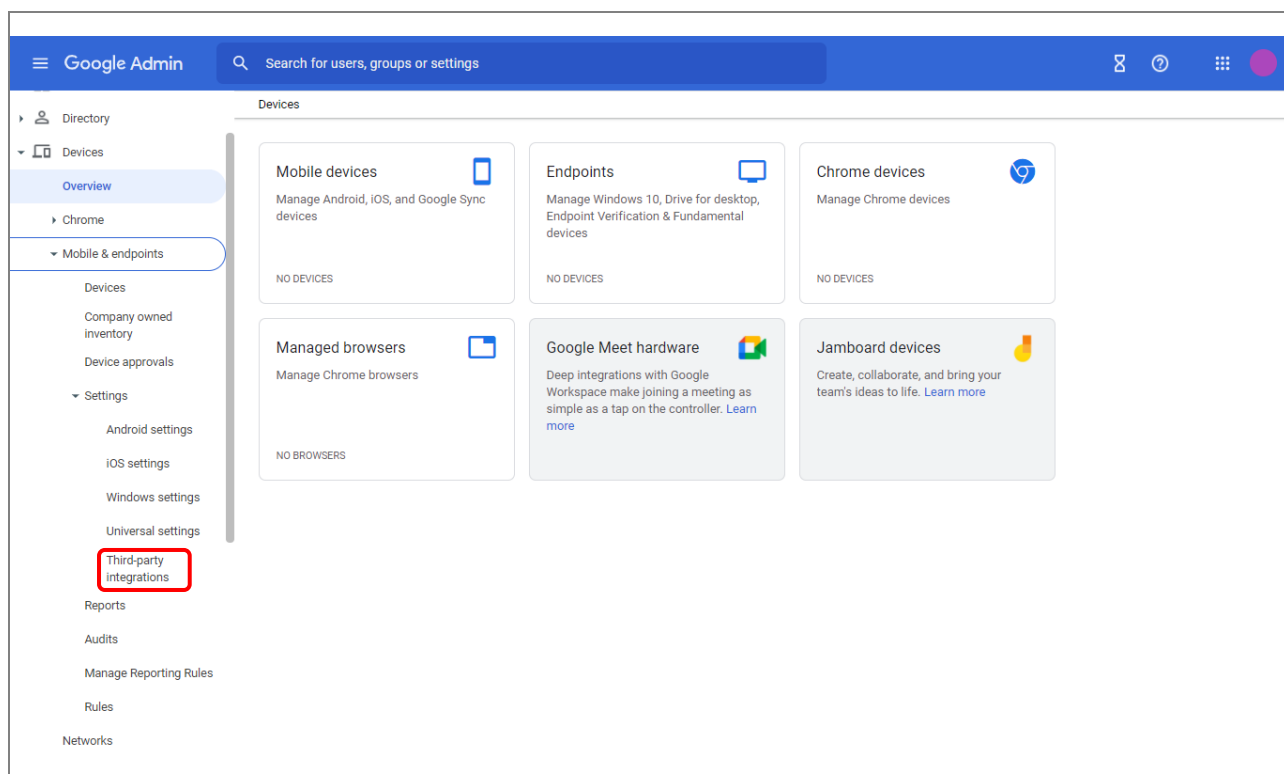 Google Admin
Search for users, groups or settings
Directory
Devices
Overview
Chrome
Mobile & endpoints
Devices
Company owned
inventory
Device approvals
Settings
Android settings
iOS settings
Windows settings
Universal settings
Third-party
integrations
Reports
Audits
Manage Reporting Rules
Rules
Networks
Devices
Mobile devices
Manage Android, iOS, and Google Sync
devices
NO DEVICES
Endpoints
Manage Windows 10, Drive for desktop,
Endpoint Verification & Fundamental
devices
NO DEVICES
Chrome devices
Manage Chrome devices
NO DEVICES
Managed browsers
Manage Chrome browsers
NO BROWSERS
Google Meet hardware
Deep integrations with Google
Workspace make joining a meeting as
simple as a tap on the controller. Learn
more
Jamboard devices
Create, collaborate, and bring your
team's ideas to life. Learn more